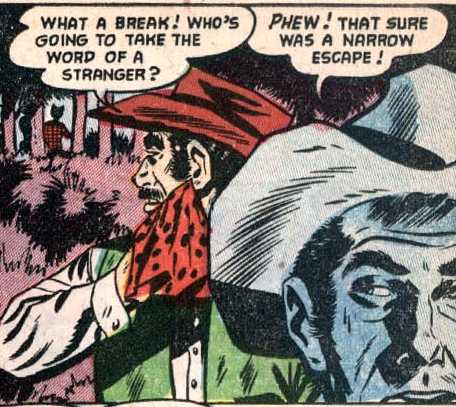 WHAT A BREAK! WHO'S
GOING TO TAKE THE
WORD OF A
STRANGER?
PHEW! THAT SURE
WAS A NARROW
ESCAPE!